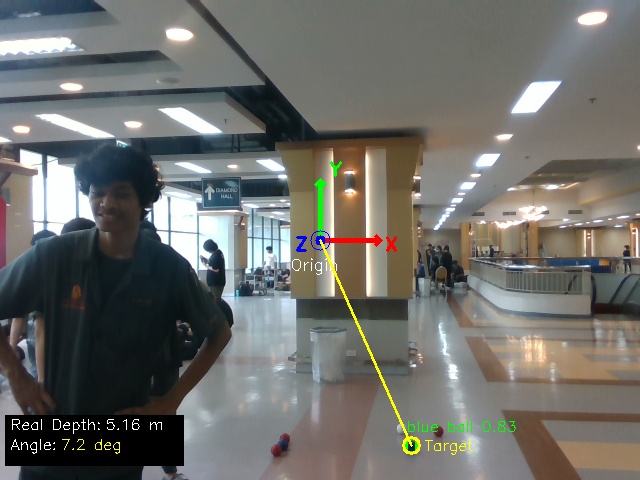 DIAMOND
HALL
Y
Z
X
Origin
blue ball 0.83
Target
Real Depth: 5.16 m
Angle: 7.2 deg